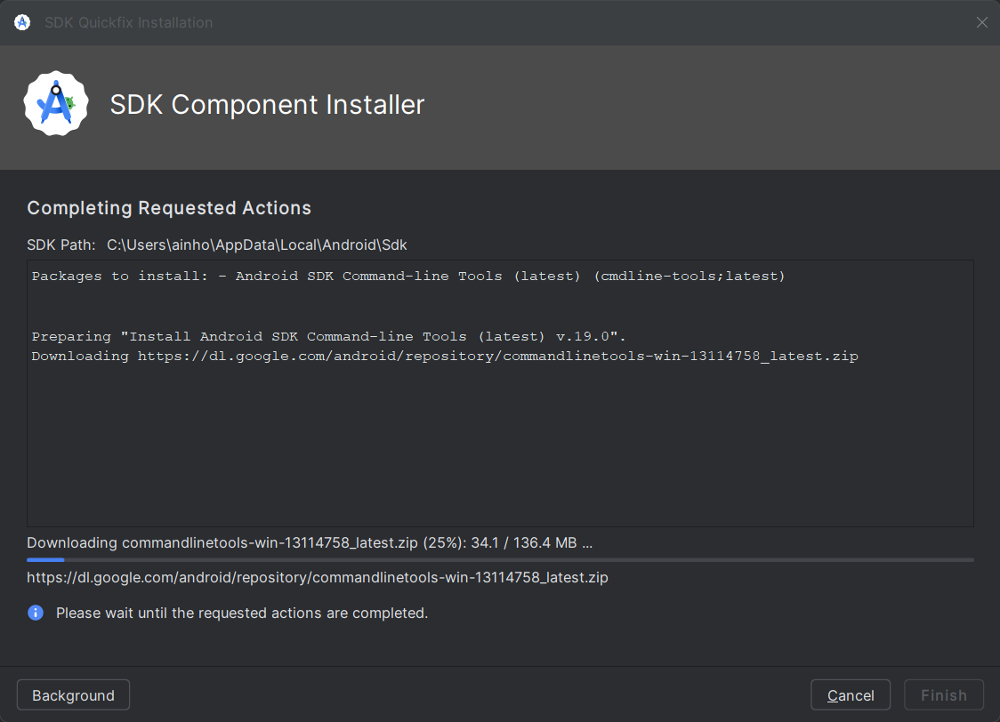 SDK Quickfix Installation
SDK Component Installer
Completing Requested Actions
SDK Path: C:\Users\ainho\AppData\Local\Android\Sdk
Packages to install: - Android SDK Command-line Tools (latest) (cmdline-tools;latest)
Preparing "Install Android SDK Command-line Tools (latest) v.19.0".
Downloading https://dl.google.com/android/repository/commandlinetools-win-13114758_latest.zip
Downloading commandlinetools-win-13114758_latest.zip (25%): 34.1 / 136.4 MB ...
https://dl.google.com/android/repository/commandlinetools-win-13114758_latest.zip
Please wait until the requested actions are completed.
Background Cancel Finish